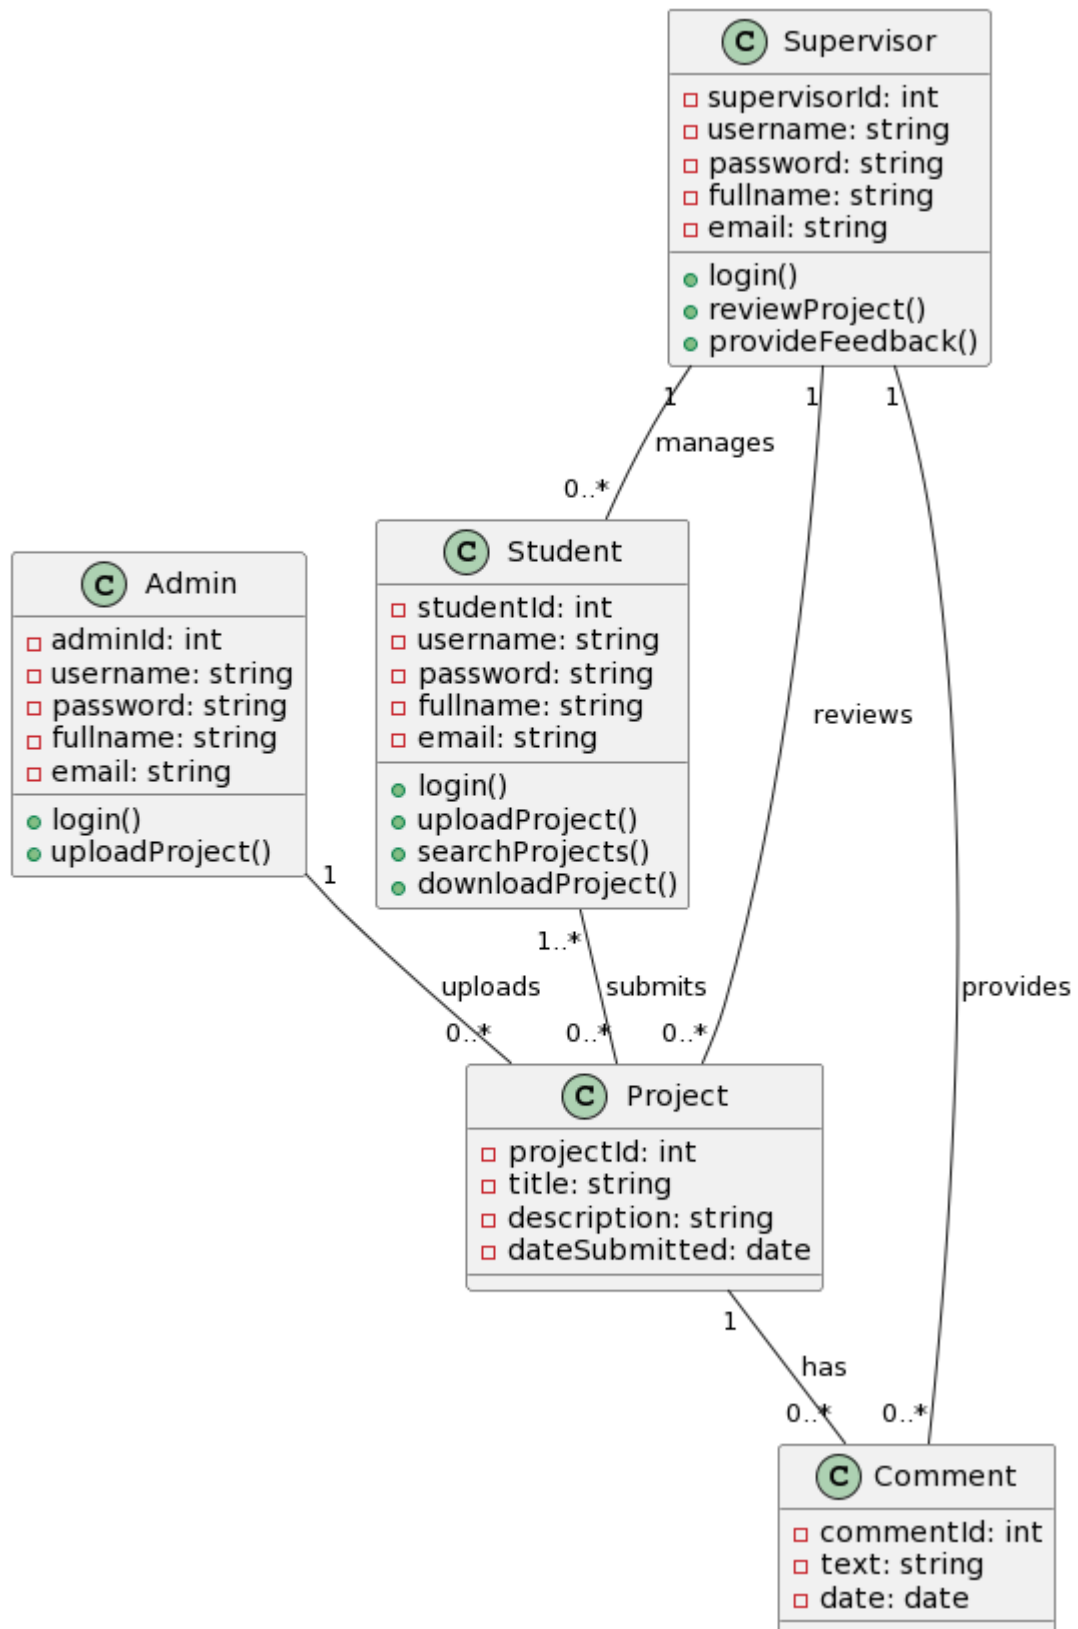 C Supervisor
supervisorId: int
username: string
password: string
fullname: string
email: string
login()
reviewProject()
provideFeedback()
1
1
1
manages
0..*
C Student
studentId: int
username: string
password: string
fullname: string
email: string
login()
uploadProject()
searchProjects()
downloadProject()
C Admin
adminId: int
username: string
password: string
fullname: string
email: string
login()
uploadProject()
reviews
1
1..*
uploads
submits
provides
0..*
0..*
0..*
C Project
projectId: int
title: string
description: string
dateSubmitted: date
1
has
0..*
0..*
C Comment
commentId: int
text: string
date: date